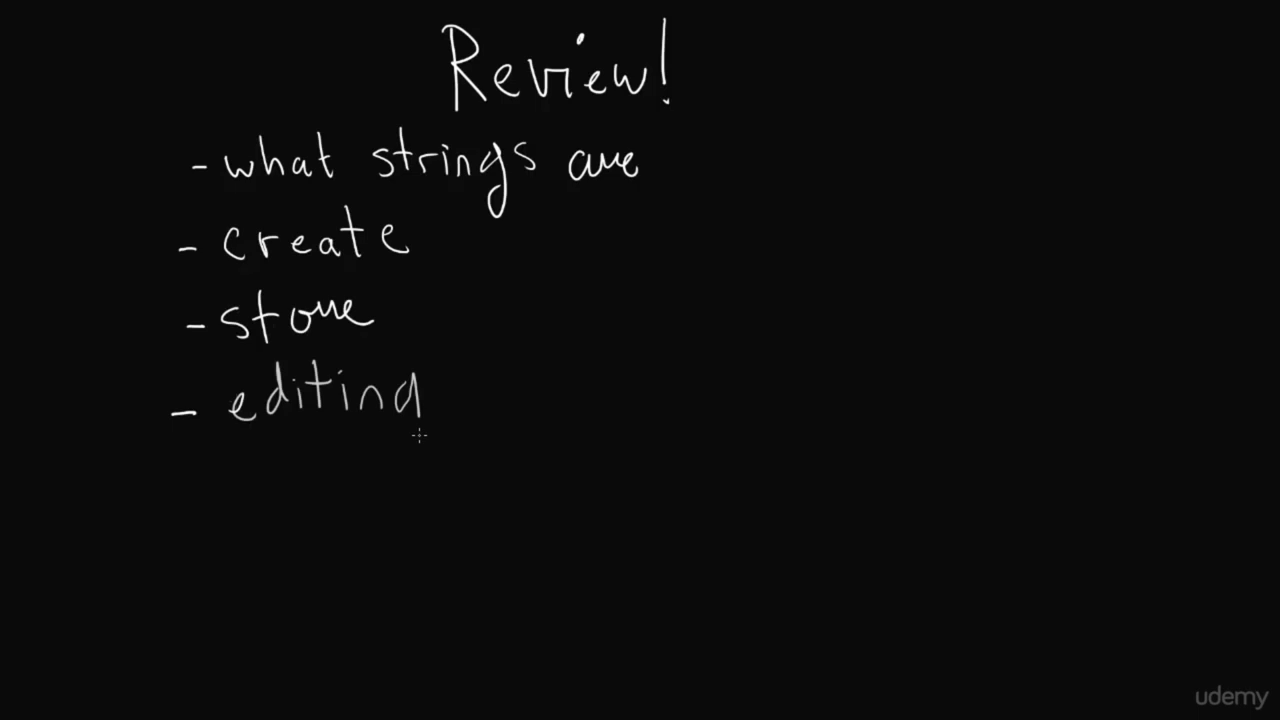 Review!
- what strings are
- create
- store
- editing
udemy